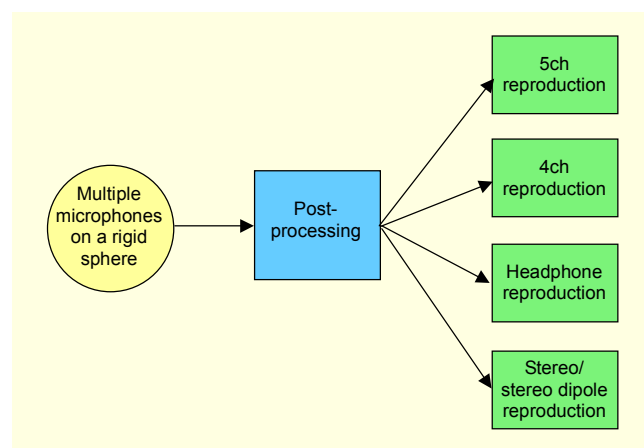 Multiple
microphones
on a rigid
sphere
Post-
processing
5ch
reproduction
4ch
reproduction
Headphone
reproduction
Stereo/
stereo dipole
reproduction